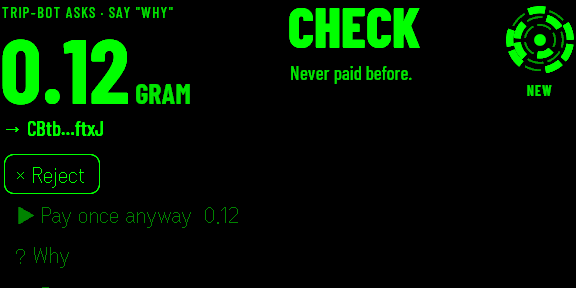 TRIP-BOT ASKS · SAY "WHY"
0.12 GRAM
→ CBtb...ftxJ
CHECK
Never paid before.
NEW
× Reject
▶ Pay once anyway 0.12
? Why